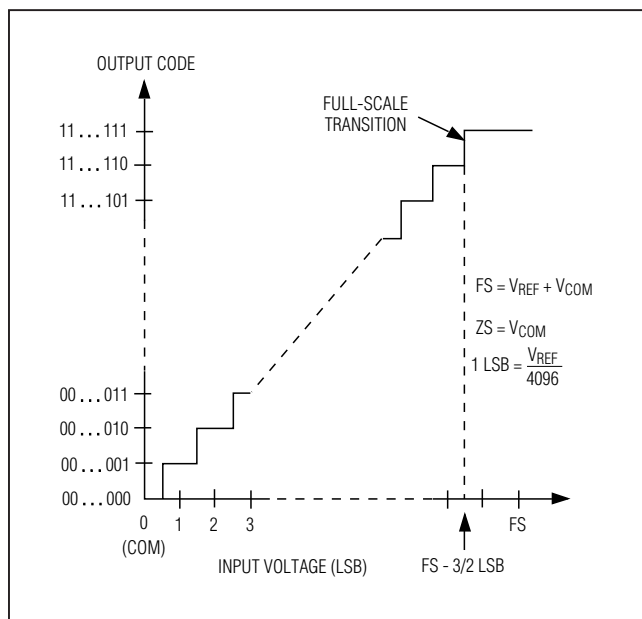 OUTPUT CODE
FULL-SCALE
TRANSITION
11...111
11...110
11...101
FS = VREF + VCOM
ZS = VCOM
1 LSB = VREF
4096
00...011
00...010
00...001
00...000
0 1 2 3 FS
(COM)
INPUT VOLTAGE (LSB)
FS - 3/2 LSB